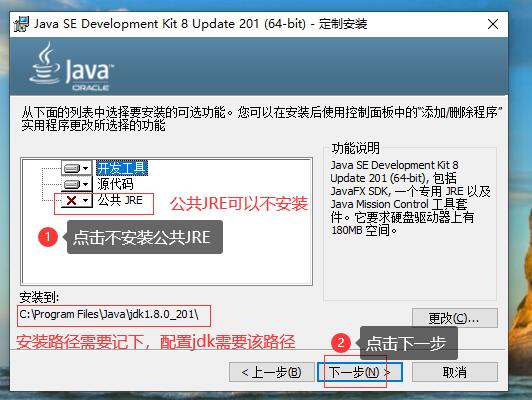 Java SE Development Kit 8 Update 201 (64-bit) - 定制安装
Java
ORACLE
从下面的列表中选择要安装的可选功能。您可以在安装后使用控制面板中的“添加/删除程序”
实用程序更改所选择的功能
开发工具
源代码
公共 JRE
公共JRE可以不安装
1 点击不安装公共JRE
功能说明
Java SE Development Kit 8
Update 201 (64-bit), 包括
JavaFX SDK, 一个专用 JRE 以及
Java Mission Control 工具套
件。它要求硬盘驱动器上有
180MB 空间。
安装到:
C:\Program Files\Java\jdk1.8.0_201\
更改(C)...
安装路径需要记下，配置jdk需要该路径
2 点击下一步
< 上一步(B)
下一步(N) >
取消